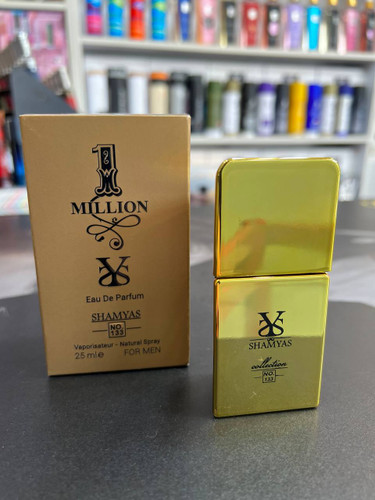 1
MILLION
YS
Eau De Parfum
SHAMYAS
NO.
133
Vaporisateur - Natural Spray
25 ml e FOR MEN
YS
SHAMYAS
collection
NO.
133